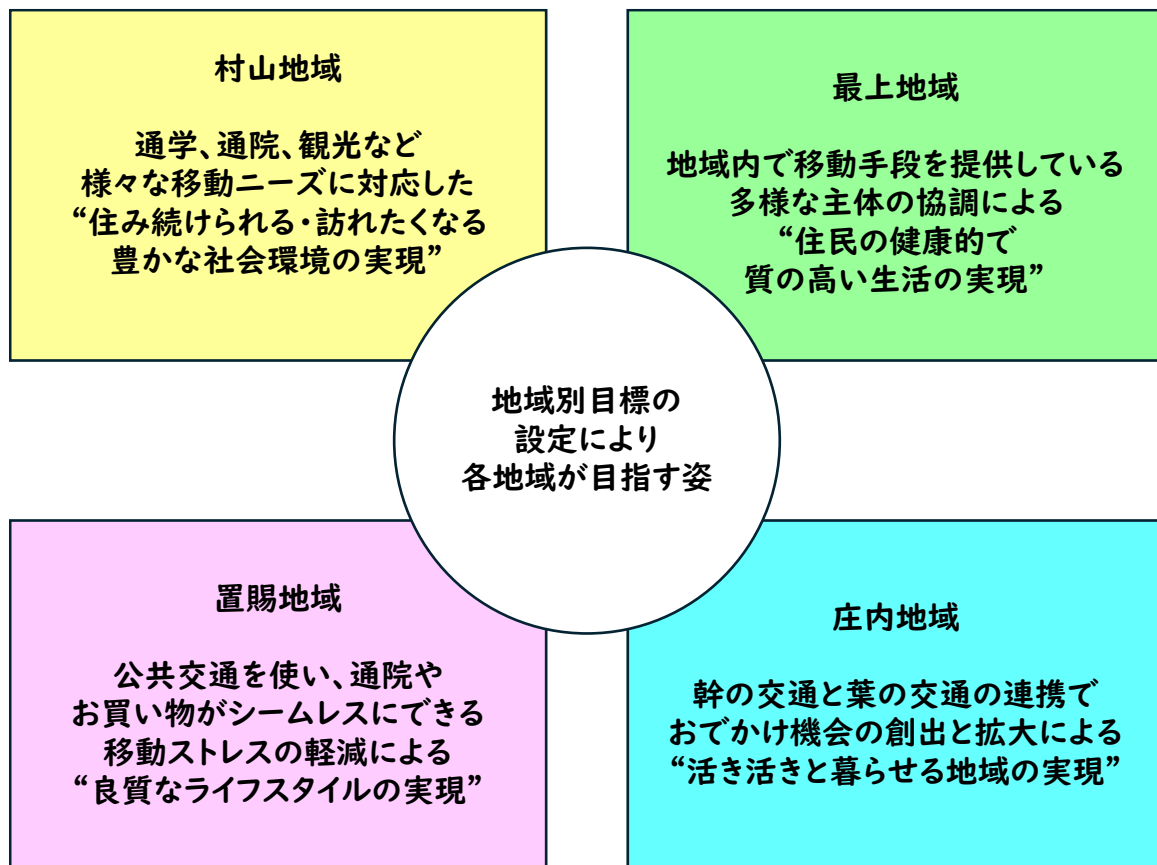 村山地域
通学、通院、観光など
様々な移動ニーズに対応した
“住み続けられる・訪れたくなる
豊かな社会環境の実現”
最上地域
地域内で移動手段を提供している
多様な主体の協調による
“住民の健康的で
質の高い生活の実現”
地域別目標の
設定により
各地域が目指す姿
置賜地域
公共交通を使い、通院や
お買い物がシームレスにできる
移動ストレスの軽減による
“良質なライフスタイルの実現”
庄内地域
幹の交通と葉の交通の連携で
おでかけ機会の創出と拡大による
“活き活きと暮らせる地域の実現”